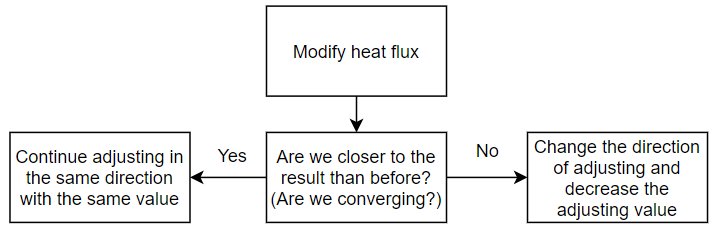 Modify heat flux
Continue adjusting in
the same direction
with the same value
Yes
Are we closer to the
result than before?
(Are we converging?)
No
Change the direction
of adjusting and
decrease the
adjusting value